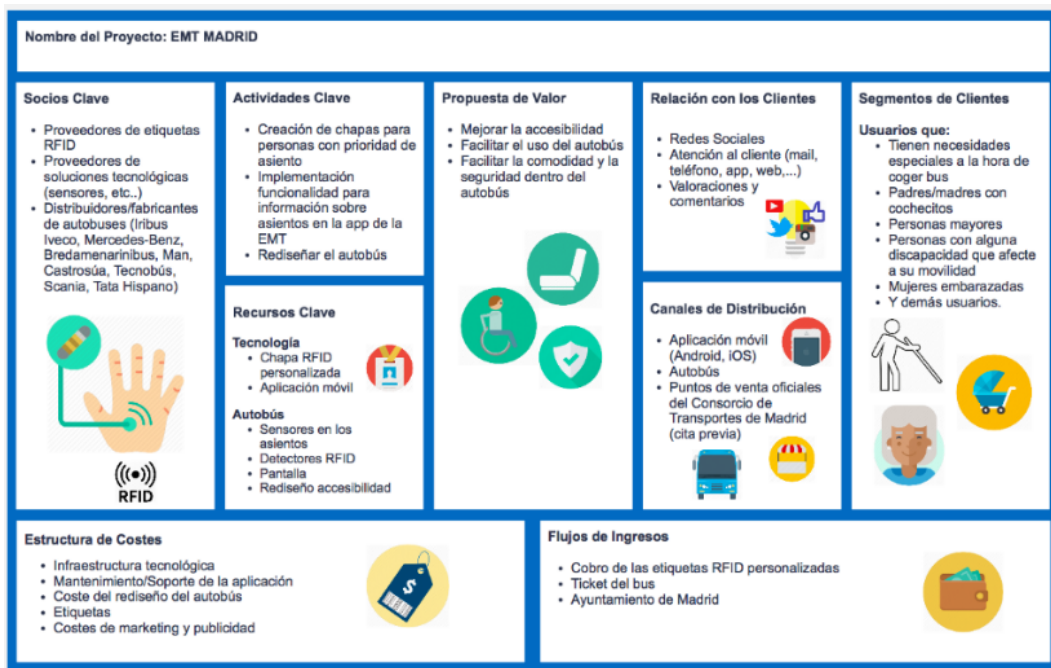 Nombre del Proyecto: EMT MADRID
Socios Clave
• Proveedores de etiquetas
RFID
• Proveedores de
soluciones tecnológicas
(sensores, etc..)
• Distribuidores/fabricantes
de autobuses (Iribus
Iveco, Mercedes-Benz,
Bredamenarinibus, Man,
Castrosúa, Tecnobús,
Scania, Tata Hispano)
RFID
Actividades Clave
• Creación de chapas para
personas con prioridad de
asiento
• Implementación
funcionalidad para
información sobre
asientos en la app de la
EMT
• Rediseñar el autobús
Recursos Clave
Tecnología
• Chapa RFID
personalizada
• Aplicación móvil
Autobús
• Sensores en los
asientos
• Detectores RFID
• Pantalla
• Rediseño accesibilidad
Propuesta de Valor
• Mejorar la accesibilidad
• Facilitar el uso del autobús
• Facilitar la comodidad y la
seguridad dentro del
autobús
Relación con los Clientes
• Redes Sociales
• Atención al cliente (mail,
teléfono, app, web,...)
• Valoraciones y
comentarios
Canales de Distribución
• Aplicación móvil
(Android, iOS)
• Autobús
• Puntos de venta oficiales
del Consorcio de
Transportes de Madrid
(cita previa)
Segmentos de Clientes
Usuarios que:
• Tienen necesidades
especiales a la hora de
coger bus
• Padres/madres con
cochecitos
• Personas mayores
• Personas con alguna
discapacidad que afecte
a su movilidad
• Mujeres embarazadas
• Y demás usuarios.
Estructura de Costes
• Infraestructura tecnológica
• Mantenimiento/Soporte de la aplicación
• Coste del rediseño del autobús
• Etiquetas
• Costes de marketing y publicidad
$
Flujos de Ingresos
• Cobro de las etiquetas RFID personalizadas
• Ticket del bus
• Ayuntamiento de Madrid